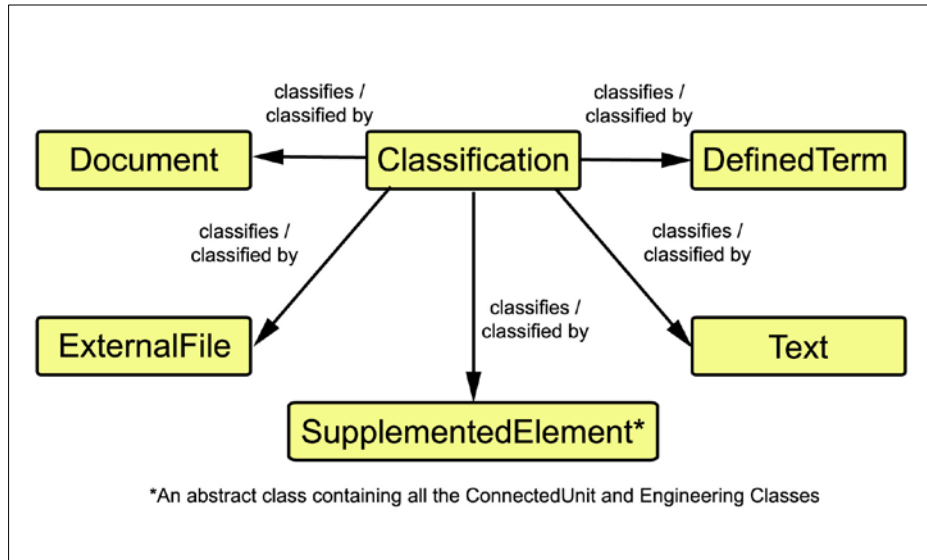 classifies /
classified by
classifies /
classified by
Document
Classification
DefinedTerm
classifies /
classified by
classifies /
classified by
classifies /
classified by
ExternalFile
Text
SupplementedElement*
*An abstract class containing all the ConnectedUnit and Engineering Classes